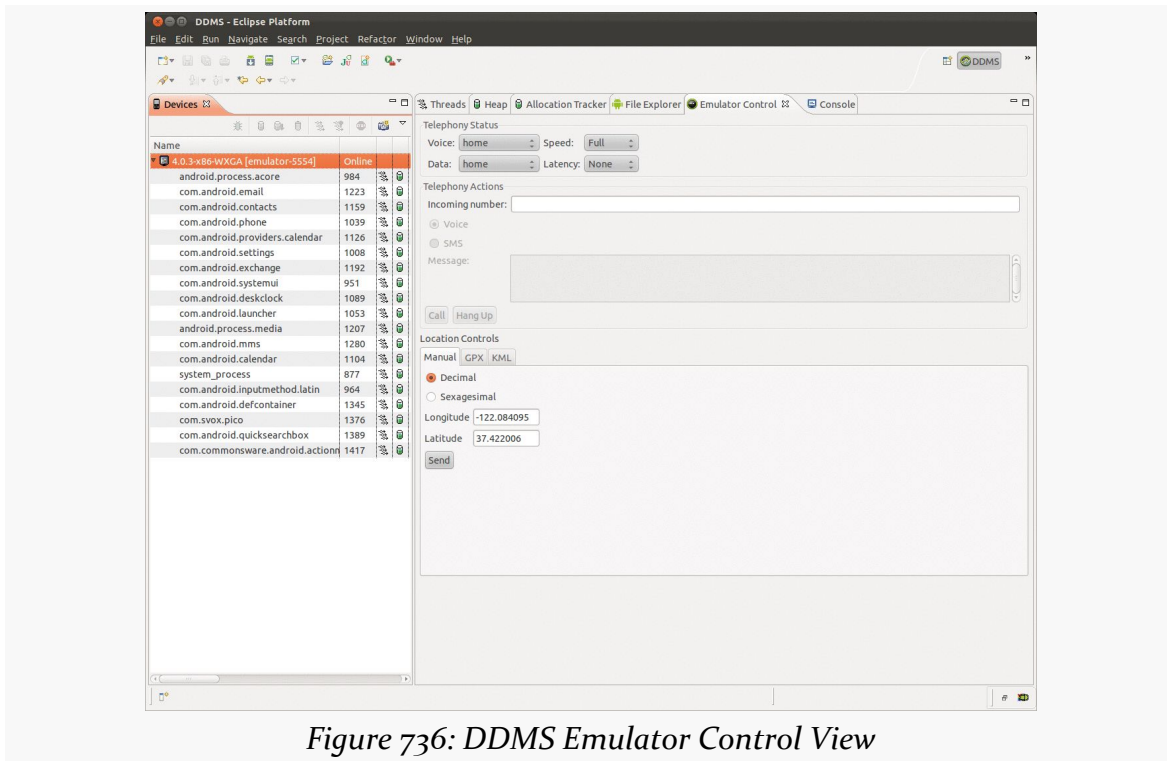 DDMS - Eclipse Platform
File Edit Run Navigate Search Project Refactor Window Help
DDMS
»
Devices
Threads Heap Allocation Tracker File Explorer Emulator Control Console
Name
4.0.3-x86-WXGA [emulator-5554] Online
android.process.acore 984
com.android.email 1223
com.android.contacts 1159
com.android.phone 1039
com.android.providers.calendar 1126
com.android.settings 1008
com.android.exchange 1192
com.android.systemui 951
com.android.deskclock 1089
com.android.launcher 1053
android.process.media 1207
com.android.mms 1280
com.android.calendar 1104
system_process 877
com.android.inputmethod.latin 964
com.android.defcontainer 1345
com.svox.pico 1376
com.android.quicksearchbox 1389
com.commonsware.android.actionn 1417
Telephony Status
Voice: home Speed: Full
Data: home Latency: None
Telephony Actions
Incoming number:
Voice
SMS
Message:
Call Hang Up
Location Controls
Manual GPX KML
Decimal
Sexagesimal
Longitude -122.084095
Latitude 37.422006
Send
Figure 736: DDMS Emulator Control View